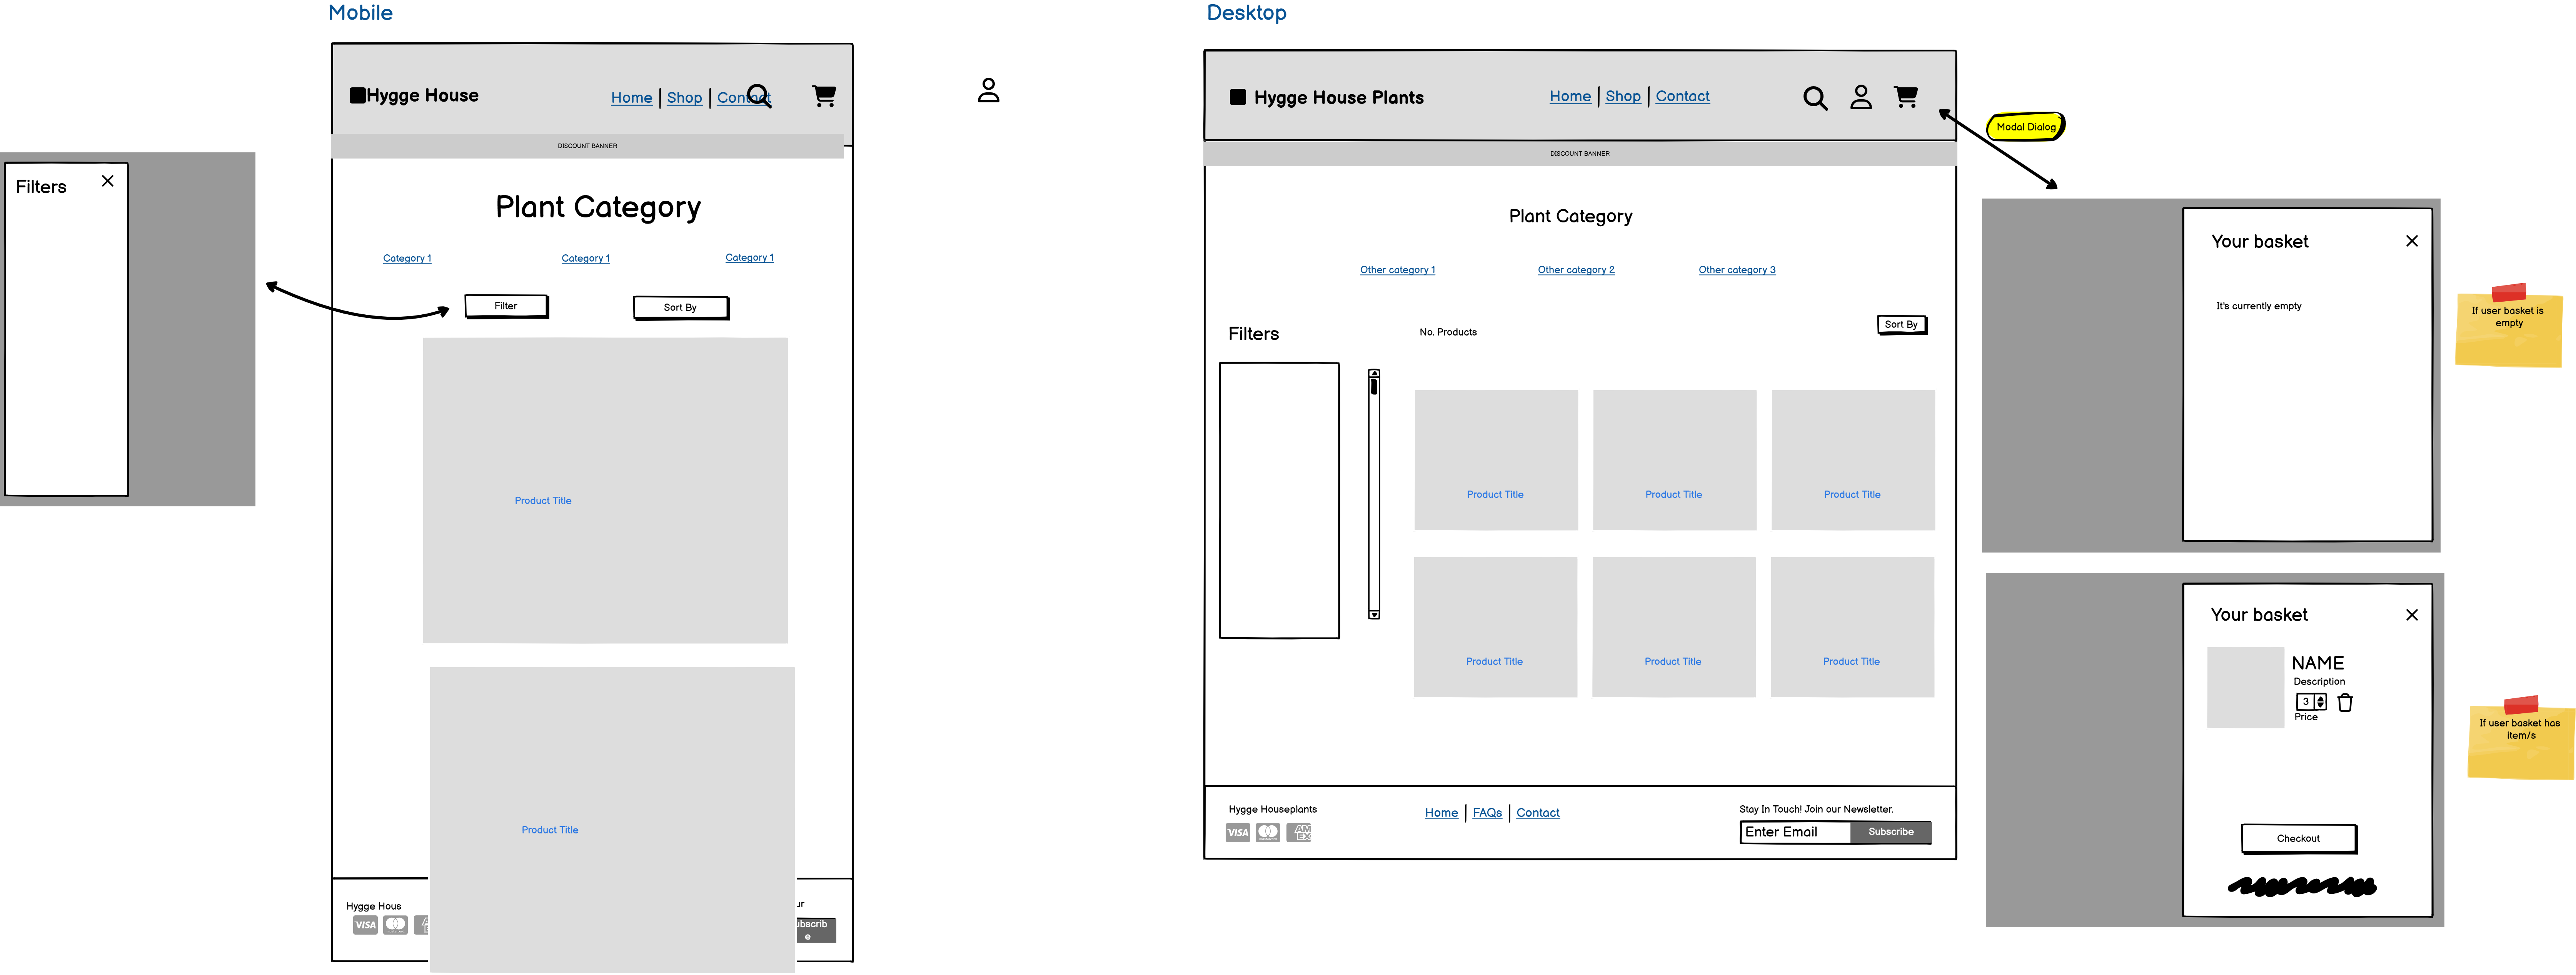 Mobile
Hygge House
Home
Shop
Contact
DISCOUNT BANNER
Filters
Plant Category
Category 1
Category 1
Category 1
Filter
Sort By
Product Title
Product Title
Hygge Hous
VISA
ur
ubscrib
e
Desktop
Hygge House Plants
Home
Shop
Contact
Modal Dialog
DISCOUNT BANNER
Plant Category
Other category 1
Other category 2
Other category 3
Filters
No. Products
Sort By
Product Title
Product Title
Product Title
Product Title
Product Title
Product Title
Hygge Houseplants
VISA
AM
EX
Home
FAQs
Contact
Stay In Touch! Join our Newsletter.
Enter Email
Subscribe
Your basket
It's currently empty
If user basket is
empty
Your basket
NAME
Description
3
Price
Checkout
If user basket has
item/s